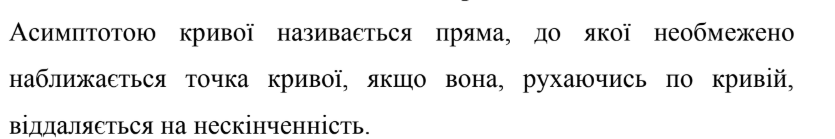 Асимптотою кривої називається пряма, до якої необмежено
наближається точка кривої, якщо вона, рухаючись по кривій,
віддаляється на нескінченність.